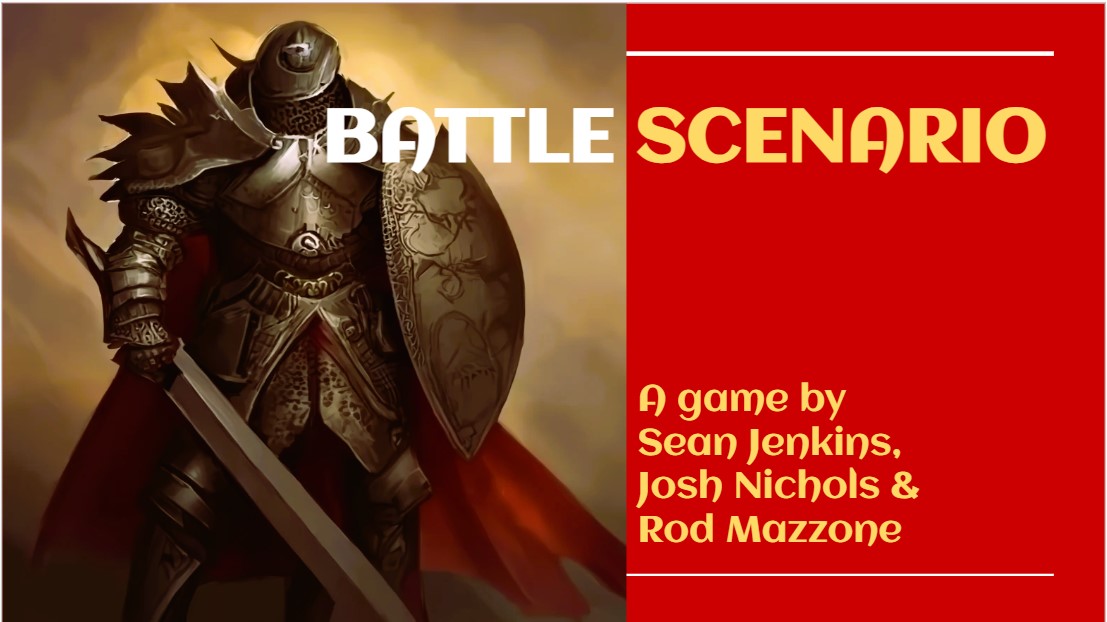 BATTLE SCENARIO
A game by
Sean Jenkins,
Josh Nichols &
Rod Mazzone